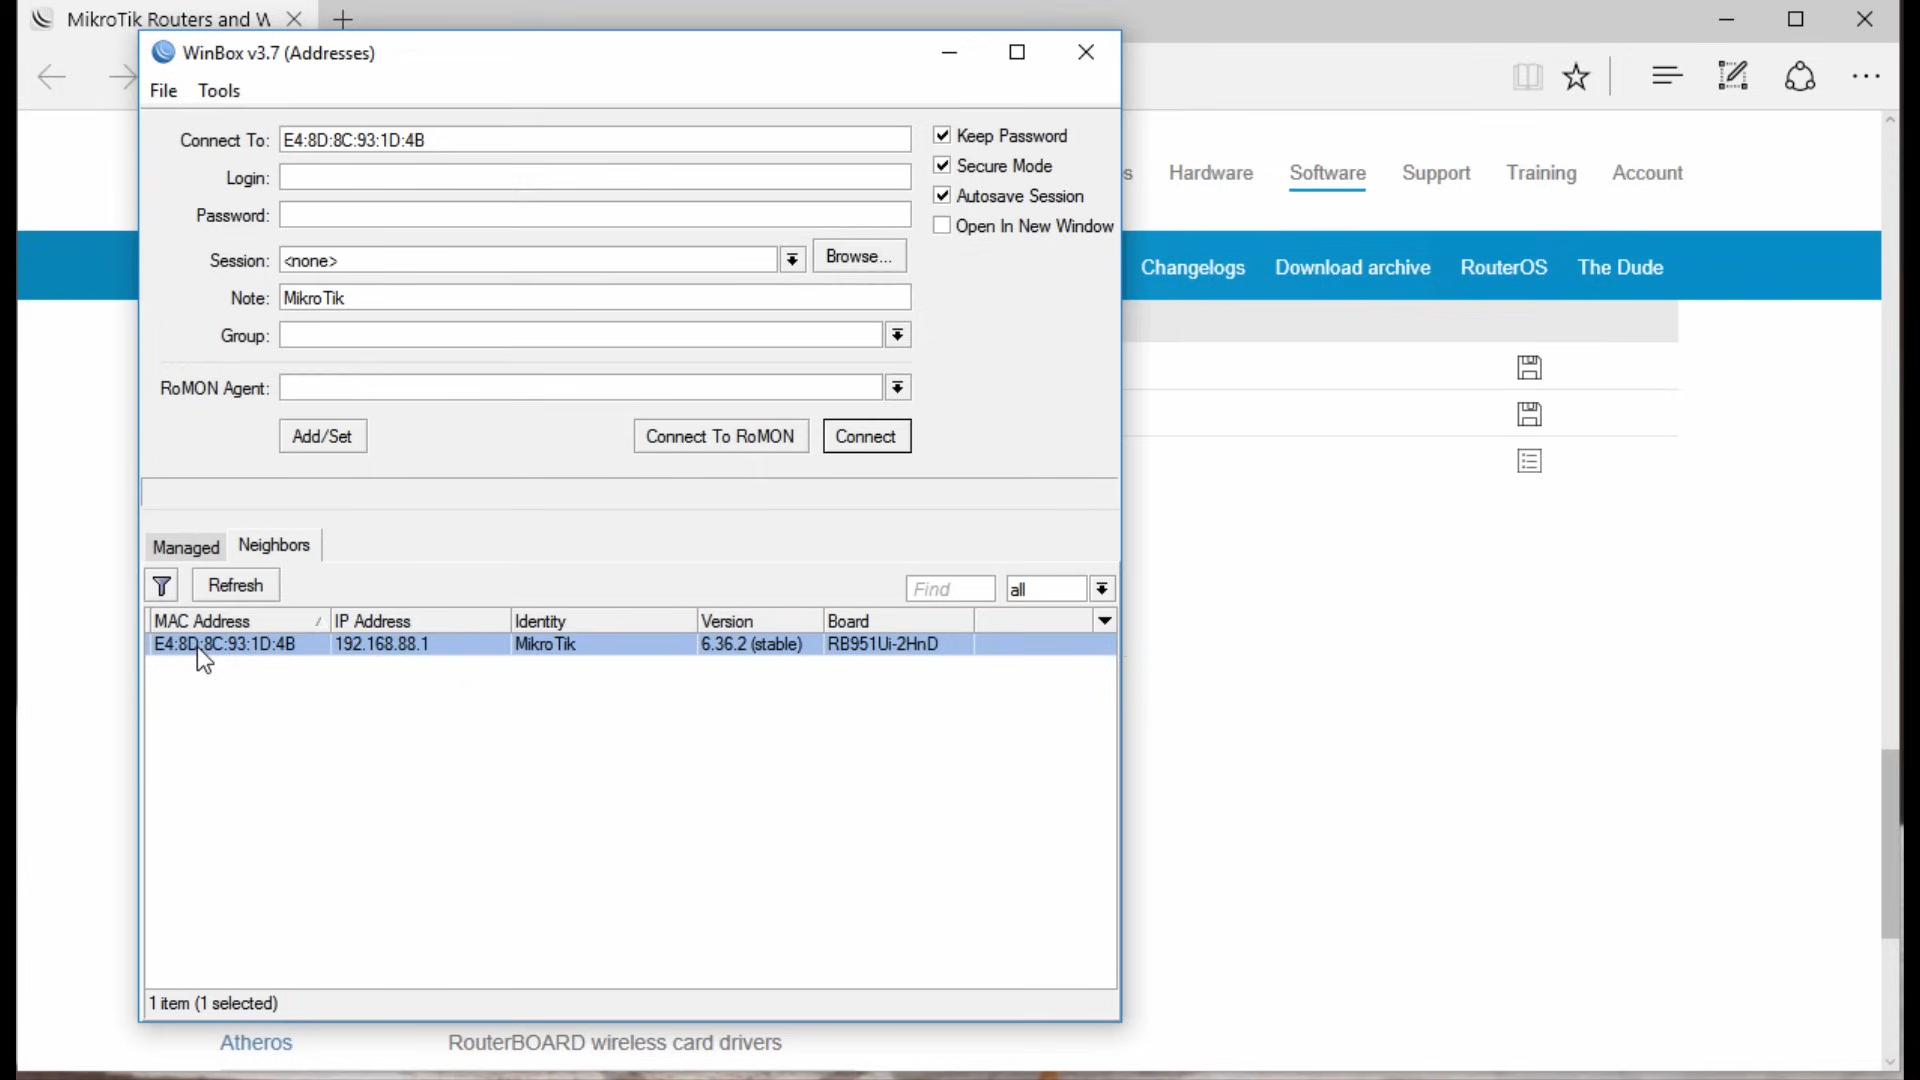 MikroTik Routers and W
WinBox v3.7 (Addresses)
File Tools
Connect To: E4:8D:8C:93:1D:4B
Keep Password
Login:
Secure Mode
Password:
Autosave Session
Open In New Window
Session: <none> Browse...
Note: MikroTik
Group:
RoMON Agent:
Add/Set Connect To RoMON Connect
s Hardware Software Support Training Account
Changelogs Download archive RouterOS The Dude
Managed Neighbors
Refresh Find all
MAC Address / IP Address Identity Version Board
E4:8D:8C:93:1D:4B 192.168.88.1 MikroTik 6.36.2 (stable) RB951Ui-2HnD
1 item (1 selected)
Atheros RouterBOARD wireless card drivers